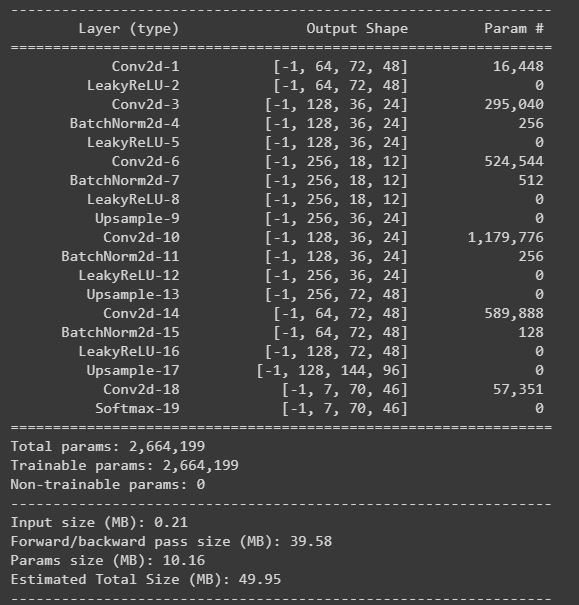 ----------------------------------------------------------------
Layer (type) Output Shape Param #
================================================================
Conv2d-1 [-1, 64, 72, 48] 16,448
LeakyReLU-2 [-1, 64, 72, 48] 0
Conv2d-3 [-1, 128, 36, 24] 295,040
BatchNorm2d-4 [-1, 128, 36, 24] 256
LeakyReLU-5 [-1, 128, 36, 24] 0
Conv2d-6 [-1, 256, 18, 12] 524,544
BatchNorm2d-7 [-1, 256, 18, 12] 512
LeakyReLU-8 [-1, 256, 18, 12] 0
Upsample-9 [-1, 256, 36, 24] 0
Conv2d-10 [-1, 128, 36, 24] 1,179,776
BatchNorm2d-11 [-1, 128, 36, 24] 256
LeakyReLU-12 [-1, 256, 36, 24] 0
Upsample-13 [-1, 256, 72, 48] 0
Conv2d-14 [-1, 64, 72, 48] 589,888
BatchNorm2d-15 [-1, 64, 72, 48] 128
LeakyReLU-16 [-1, 128, 72, 48] 0
Upsample-17 [-1, 128, 144, 96] 0
Conv2d-18 [-1, 7, 70, 46] 57,351
Softmax-19 [-1, 7, 70, 46] 0
================================================================
Total params: 2,664,199
Trainable params: 2,664,199
Non-trainable params: 0
----------------------------------------------------------------
Input size (MB): 0.21
Forward/backward pass size (MB): 39.58
Params size (MB): 10.16
Estimated Total Size (MB): 49.95
----------------------------------------------------------------